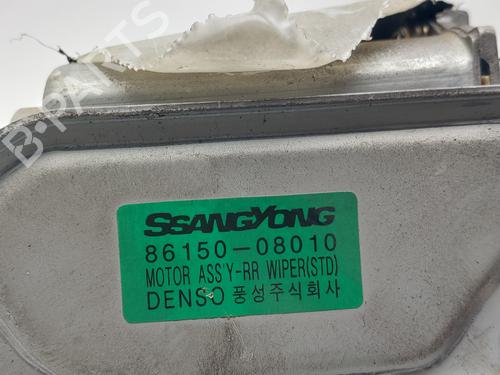 B-PARTS
SSANGYONG
86150-08010
MOTOR ASS'Y-RR WIPER(STD)
DENSO 풍성주식회사